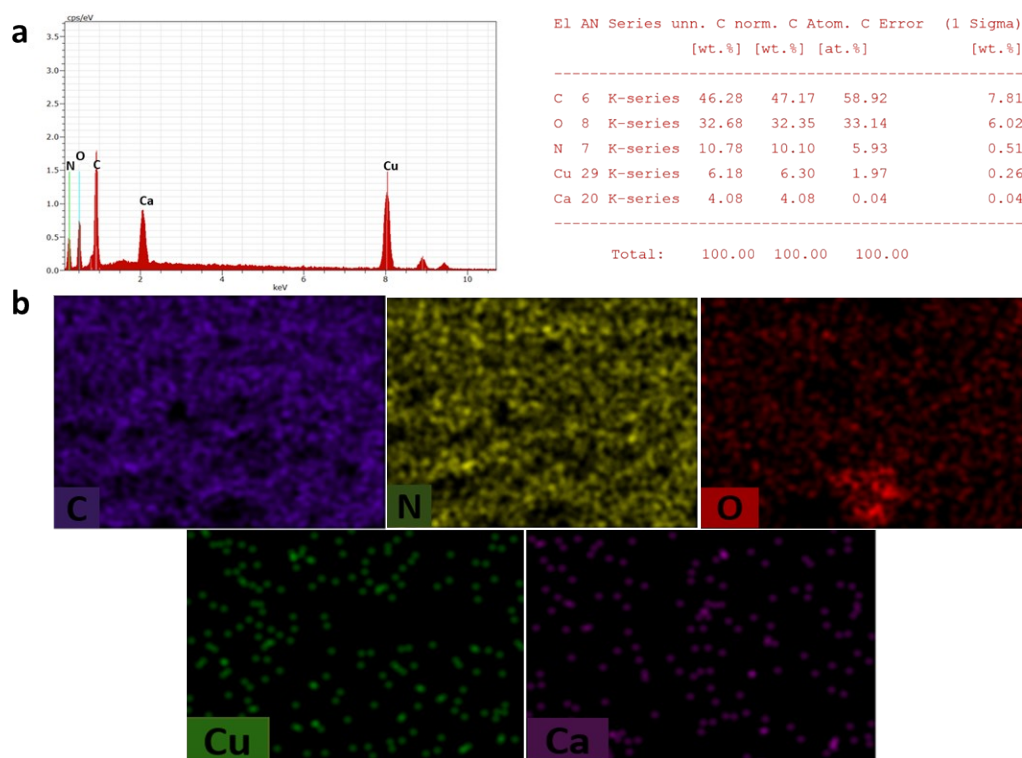 a
cps/eV
3.5
3.0
2.5
2.0
1.5
1.0
0.5
0.0
N
O
C
Ca
Cu
2 4 6 8 10
keV
El AN Series unn. C norm. C Atom. C Error (1 Sigma)
[wt.%] [wt.%] [at.%] [wt.%]
C 6 K-series 46.28 47.17 58.92 7.81
O 8 K-series 32.68 32.35 33.14 6.02
N 7 K-series 10.78 10.10 5.93 0.51
Cu 29 K-series 6.18 6.30 1.97 0.26
Ca 20 K-series 4.08 4.08 0.04 0.04
Total: 100.00 100.00 100.00
b
C
N
O
Cu
Ca